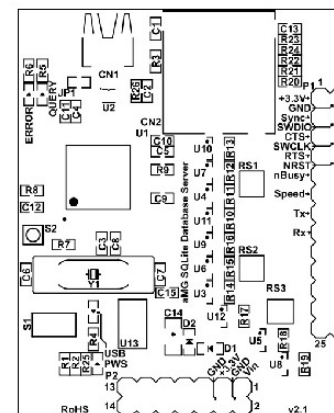 C1
C13
R23
R24
R22
R21
R20
R6
R5
R3
JP1
CN1
R26
C2
U2
ERROR
QUERY
C11
C4
P1
1
+3.3V
GND
Sync
SWDIO
CTS
SWCLK
RTS
NRST
nBusy
Speed
Tx
Rx
CN2
U1
C10
C5
R9
U10
R13
U7
R12
RS1
R8
C12
C9
U4
R11
U11
R10
S2
R7
C3
C8
U9
R16
U6
R15
RS2
C6
Y1
C7
C15
U3
R14
aMG SQLite Database Server
RS3
S1
U13
C14
D2
U12
R17
R4
USB
PWS
D1
U5
R18
25
R1
R2
R25
P2
U8
R19
GND
+3.3V
GND
Vin
13
1
14
2
RoHS
v2.1